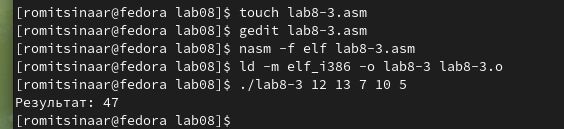 [romitsinaar@fedora lab08]$ touch lab8-3.asm
[romitsinaar@fedora lab08]$ gedit lab8-3.asm
[romitsinaar@fedora lab08]$ nasm -f elf lab8-3.asm
[romitsinaar@fedora lab08]$ ld -m elf_i386 -o lab8-3 lab8-3.o
[romitsinaar@fedora lab08]$ ./lab8-3 12 13 7 10 5
Результат: 47
[romitsinaar@fedora lab08]$